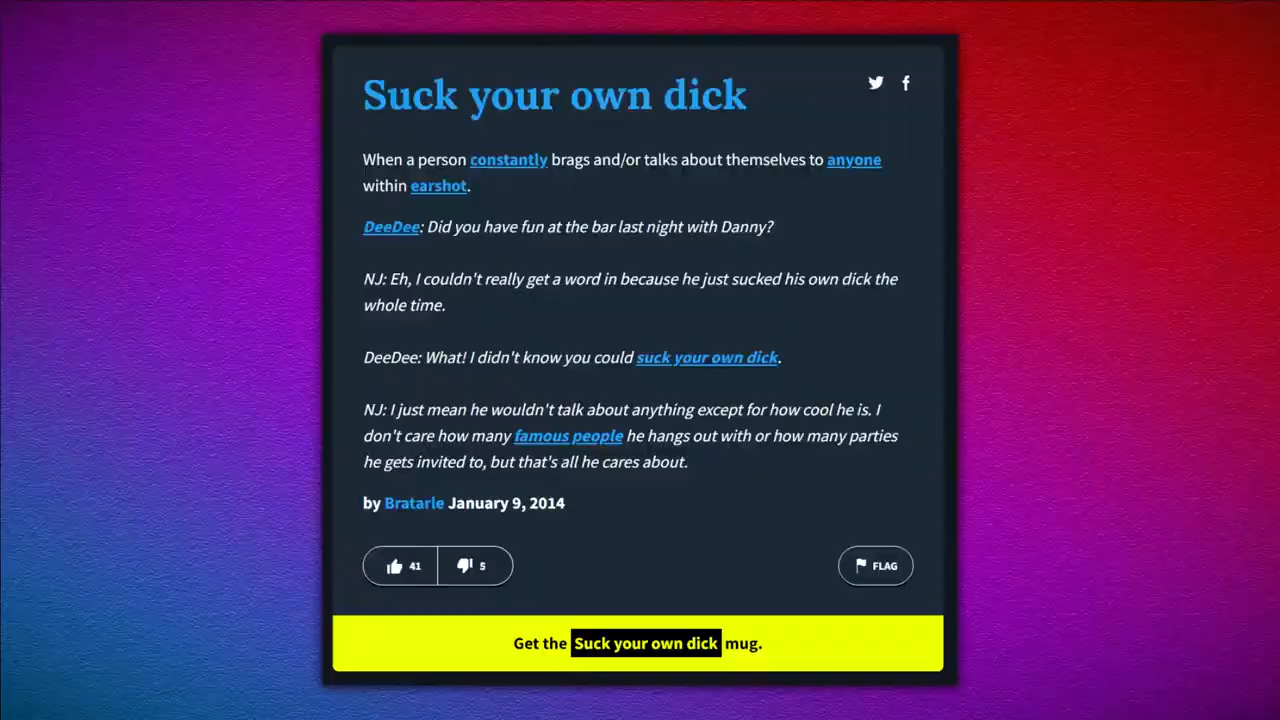 Suck your own dick
When a person constantly brags and/or talks about themselves to anyone
within earshot.
DeeDee: Did you have fun at the bar last night with Danny?
NJ: Eh, I couldn't really get a word in because he just sucked his own dick the
whole time.
DeeDee: What! I didn't know you could suck your own dick.
NJ: I just mean he wouldn't talk about anything except for how cool he is. I
don't care how many famous people he hangs out with or how many parties
he gets invited to, but that's all he cares about.
by Bratarle January 9, 2014
41 5 FLAG
Get the Suck your own dick mug.